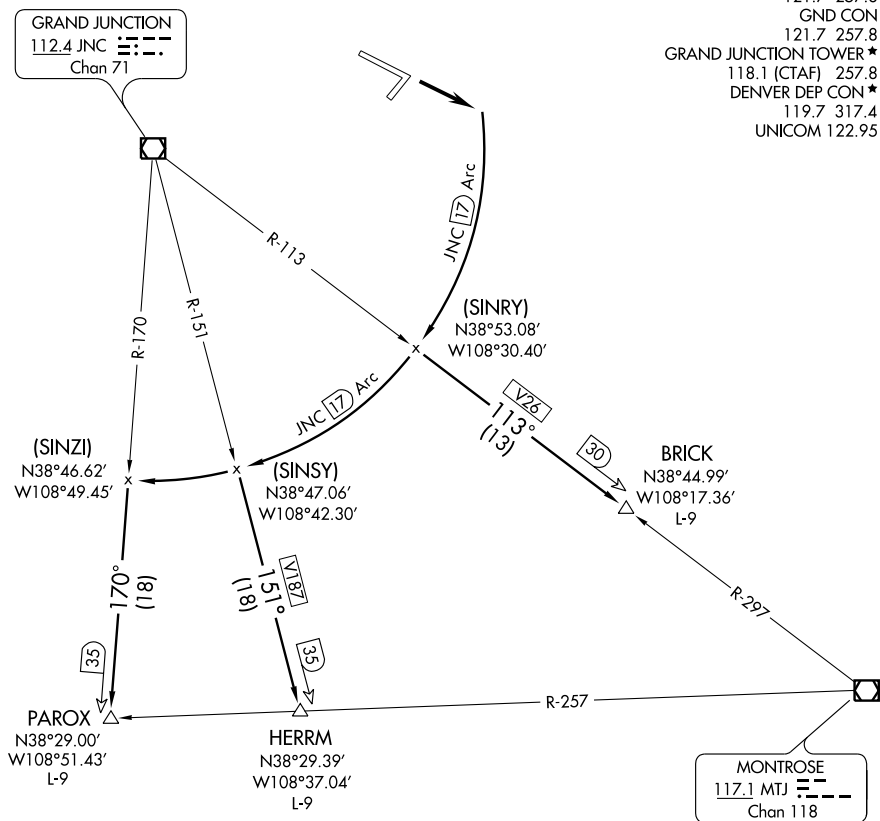 121.7 257.8
GND CON
121.7 257.8
GRAND JUNCTION TOWER★
118.1 (CTAF) 257.8
DENVER DEP CON★
119.7 317.4
UNICOM 122.95
GRAND JUNCTION
112.4 JNC
Chan 71
JNC 17 Arc
R-113
R-151
R-170
(SINRY)
N38°53.08'
W108°30.40'
JNC 17 Arc
V26
113°
(13)
30
BRICK
N38°44.99'
W108°17.36'
L-9
(SINZI)
N38°46.62'
W108°49.45'
(SINSY)
N38°47.06'
W108°42.30'
170°
(18)
V187
151°
(18)
R-297
35
35
R-257
PAROX
N38°29.00'
W108°51.43'
L-9
HERRM
N38°29.39'
W108°37.04'
L-9
MONTROSE
117.1 MTJ
Chan 118